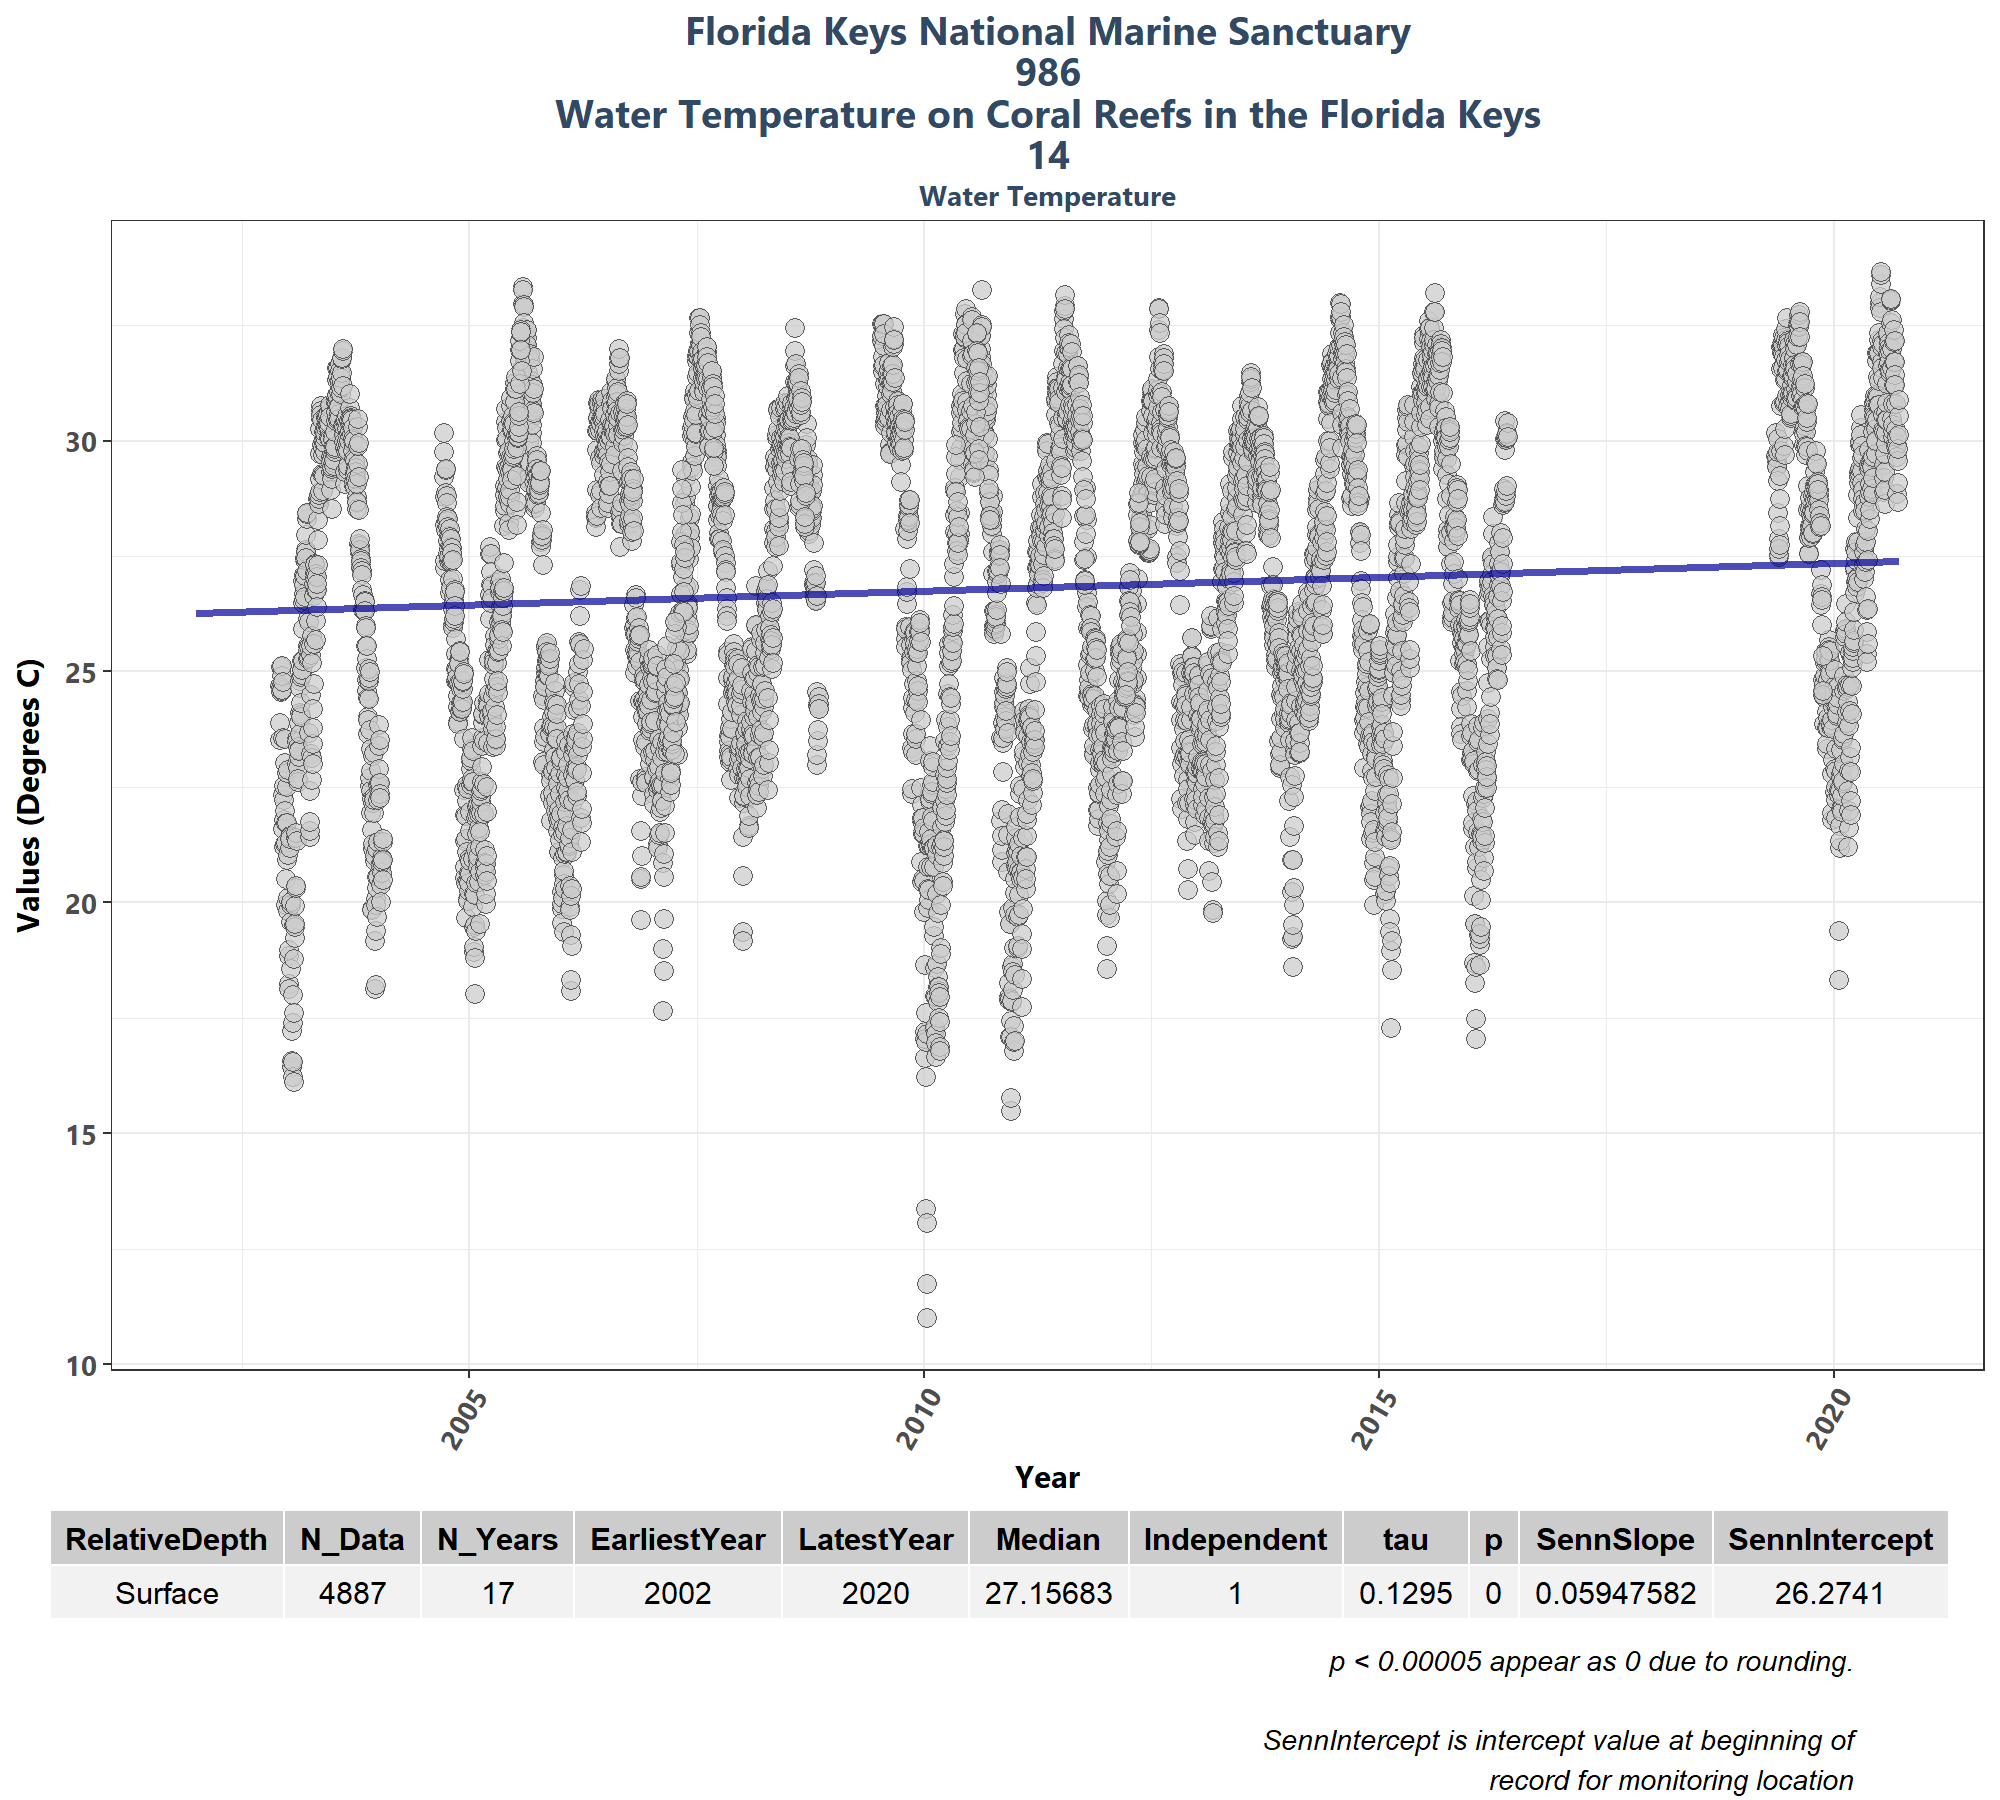 Florida Keys National Marine Sanctuary
986
Water Temperature on Coral Reefs in the Florida Keys
14
Water Temperature
Values (Degrees C)
30
25
20
15
10
2005
2010
2015
2020
Year
RelativeDepth N_Data N_Years EarliestYear LatestYear Median Independent tau p SennSlope SennIntercept
Surface 4887 17 2002 2020 27.15683 1 0.1295 0 0.05947582 26.2741
p < 0.00005 appear as 0 due to rounding.
SennIntercept is intercept value at beginning of
record for monitoring location